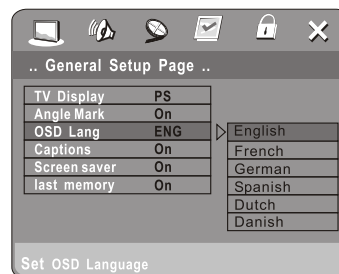 .. General Setup Page ..
TV Display PS
Angle Mark On
OSD Lang ENG English
Captions On French
Screen saver On German
last memory On Spanish
Dutch
Danish
Set OSD Language